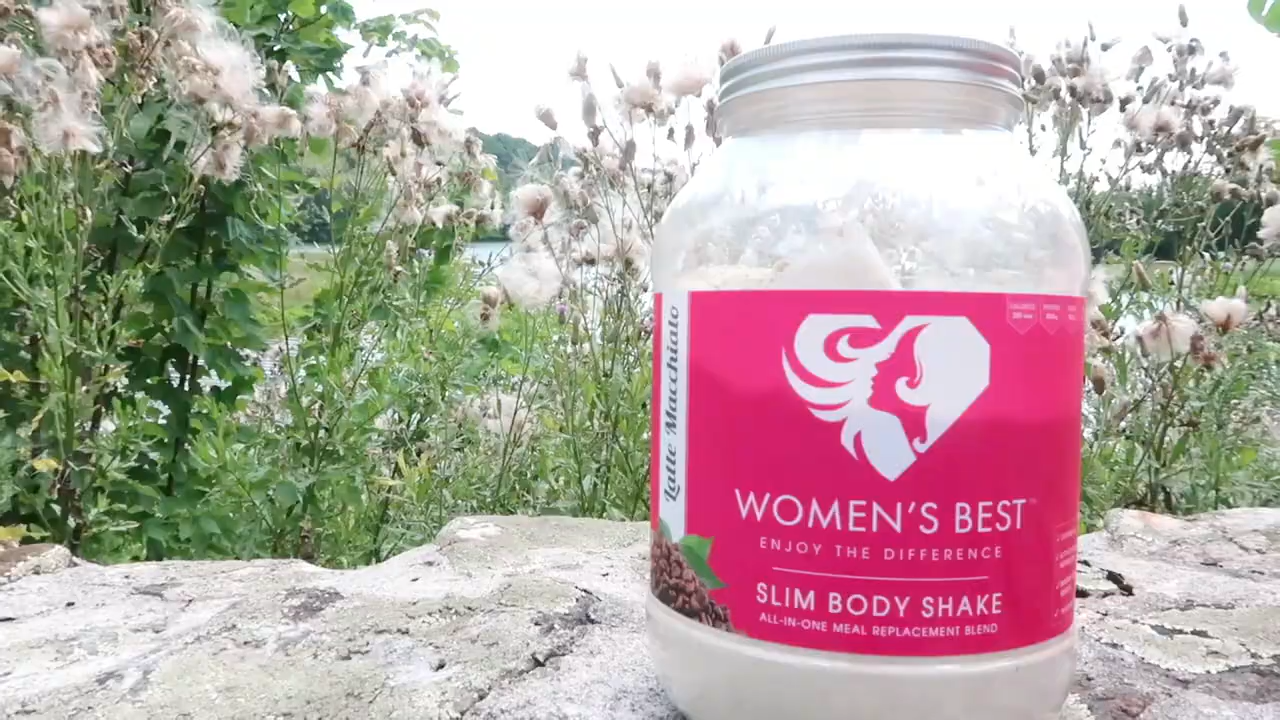 Latte Macchiato
WOMEN'S BEST
ENJOY THE DIFFERENCE
SLIM BODY SHAKE
ALL-IN-ONE MEAL REPLACEMENT BLEND